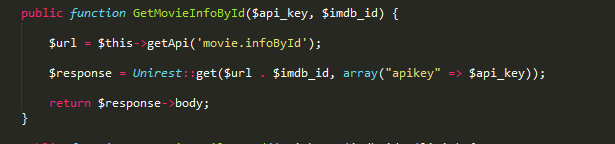 public function GetMovieInfoById($api_key, $imdb_id) {
$url = $this->getApi('movie.infoById');
$response = Unirest::get($url . $imdb_id, array("apikey" => $api_key));
return $response->body;
}